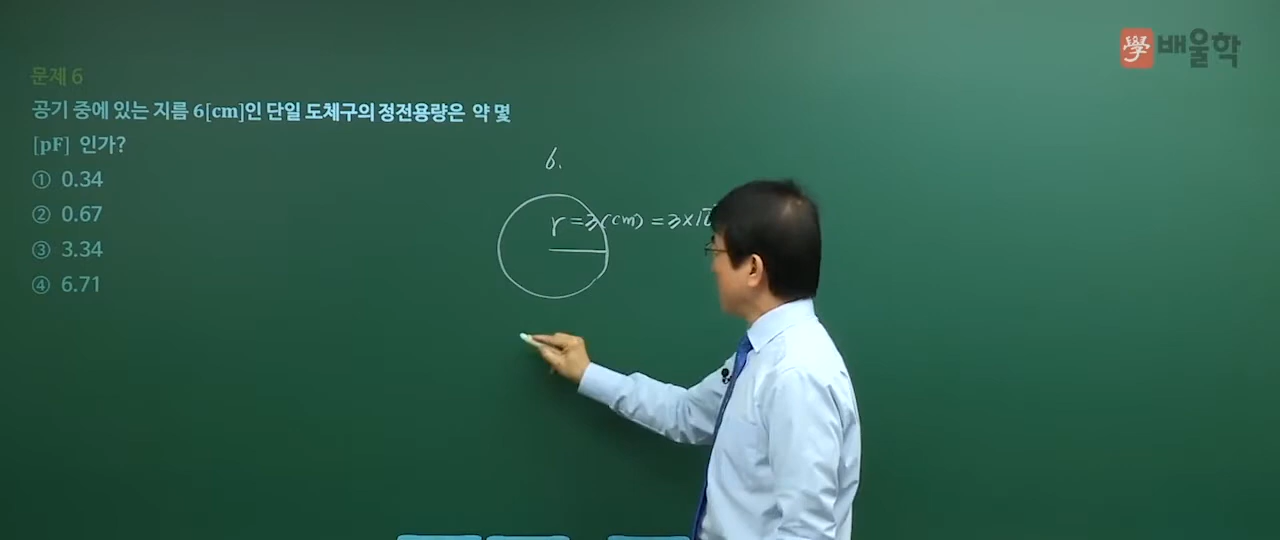 學 배울학
문제 6
공기 중에 있는 지름 6[cm]인 단일 도체구의 정전용량은 약 몇
[pF] 인가?
① 0.34
② 0.67
③ 3.34
④ 6.71
6.
r = 3(cm) = 3×10